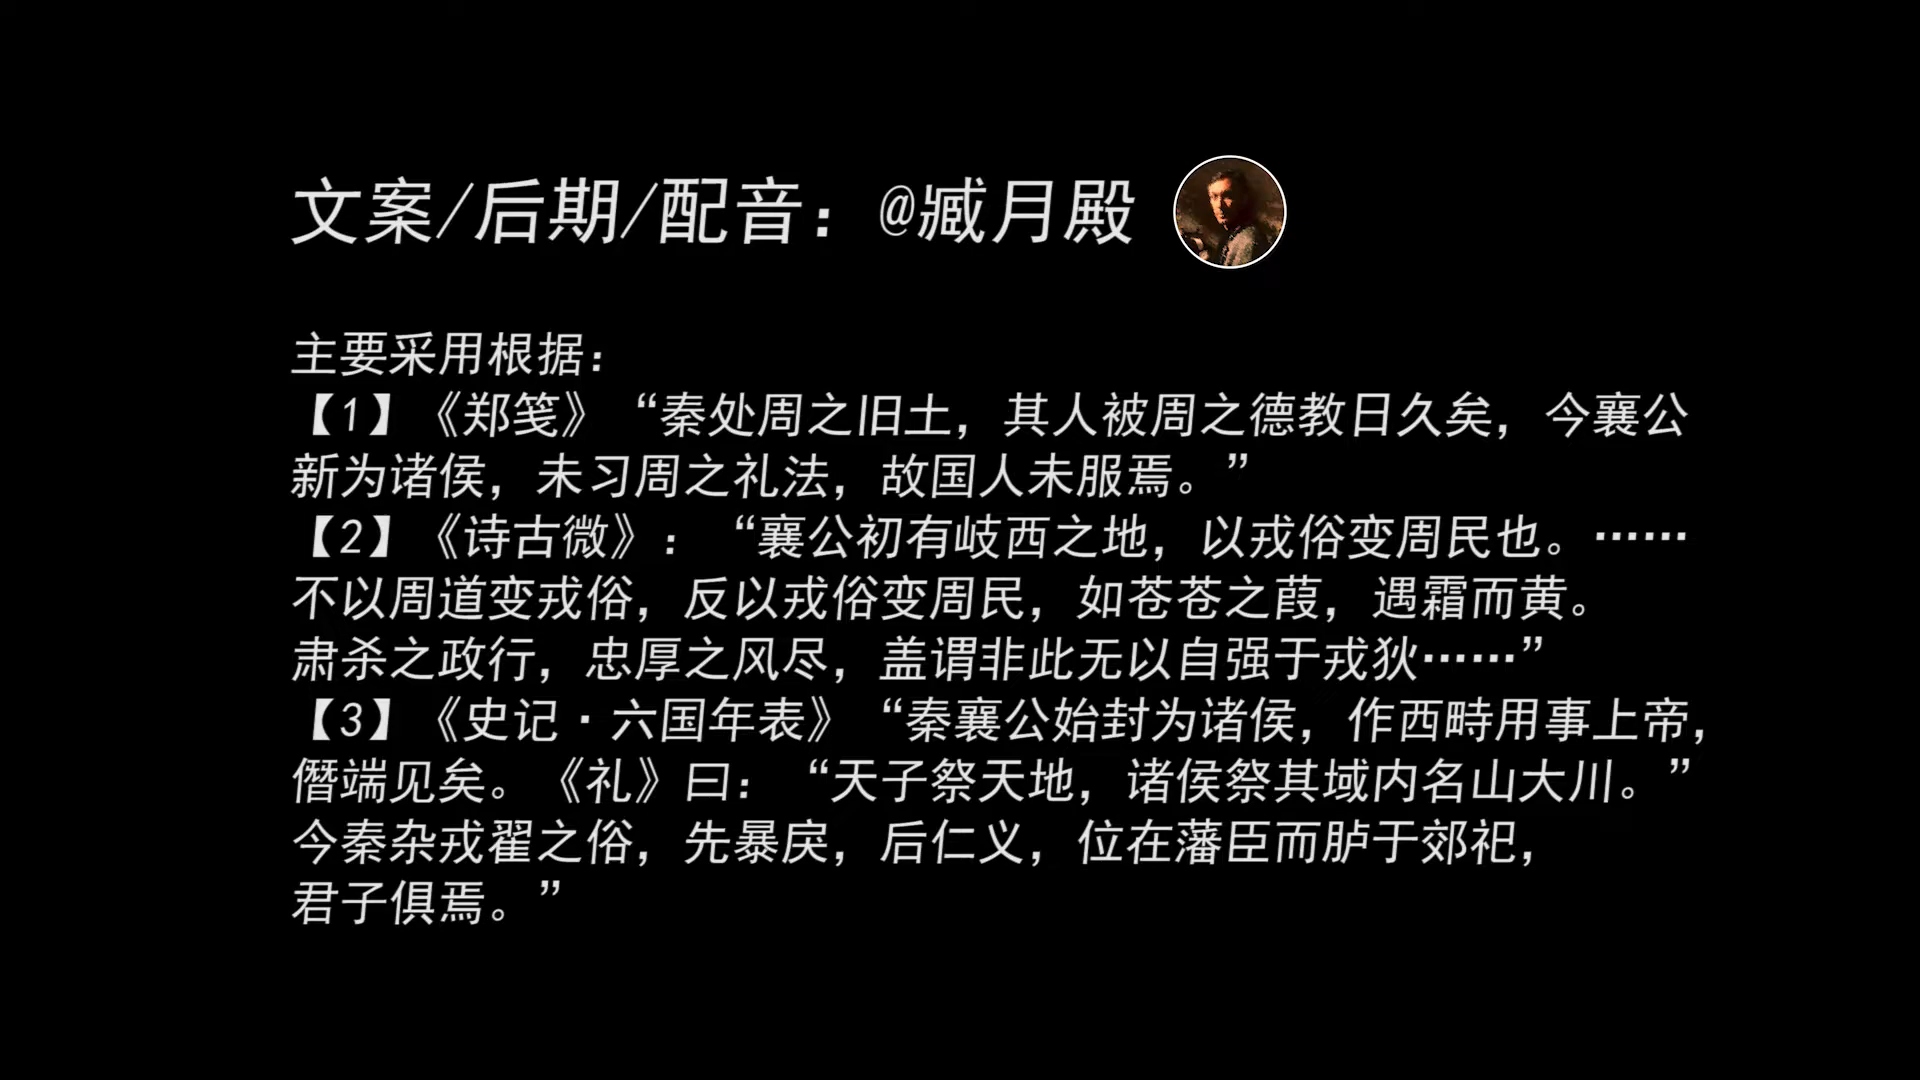 文案/后期/配音：@臧月殿
主要采用根据：
【1】《郑笺》“秦处周之旧土，其人被周之德教日久矣，今襄公
新为诸侯，未习周之礼法，故国人未服焉。”
【2】《诗古微》：“襄公初有岐西之地，以戎俗变周民也。……
不以周道变戎俗，反以戎俗变周民，如苍苍之葭，遇霜而黄。
肃杀之政行，忠厚之风尽，盖谓非此无以自强于戎狄……”
【3】《史记·六国年表》“秦襄公始封为诸侯，作西畤用事上帝，
僭端见矣。《礼》曰：“天子祭天地，诸侯祭其域内名山大川。”
今秦杂戎翟之俗，先暴戾，后仁义，位在藩臣而胪于郊祀，
君子俱焉。”